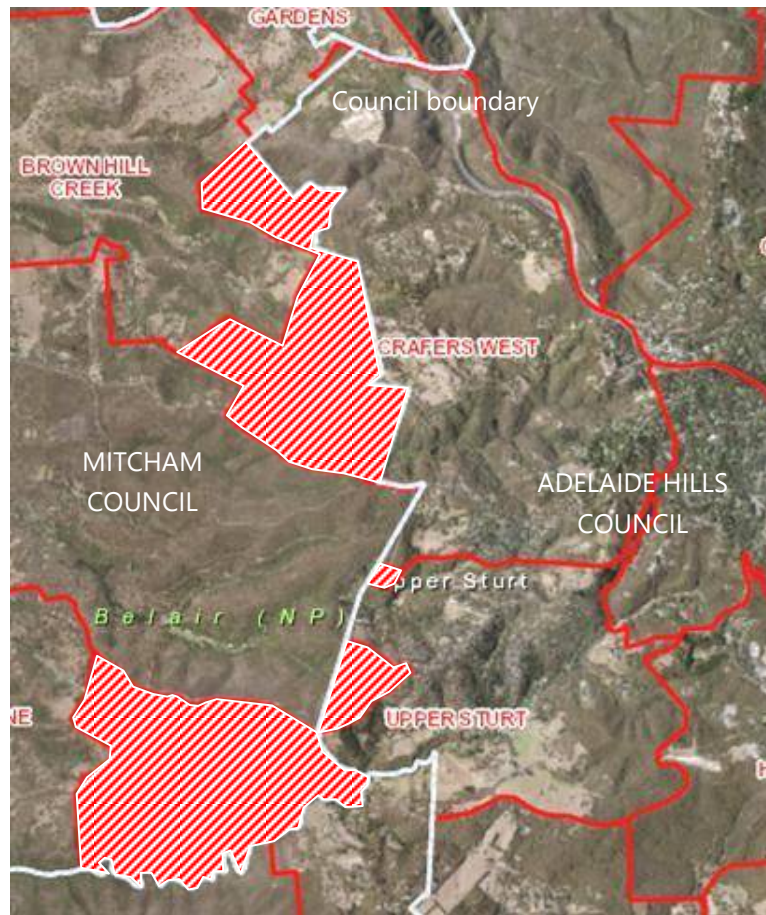 GARDENS
Council boundary
BROWN HILL
CREEK
CRAFERS WEST
MITCHAM
COUNCIL
ADELAIDE HILLS
COUNCIL
pper Sturt
Belair (NP)
NE
UPPER STURT